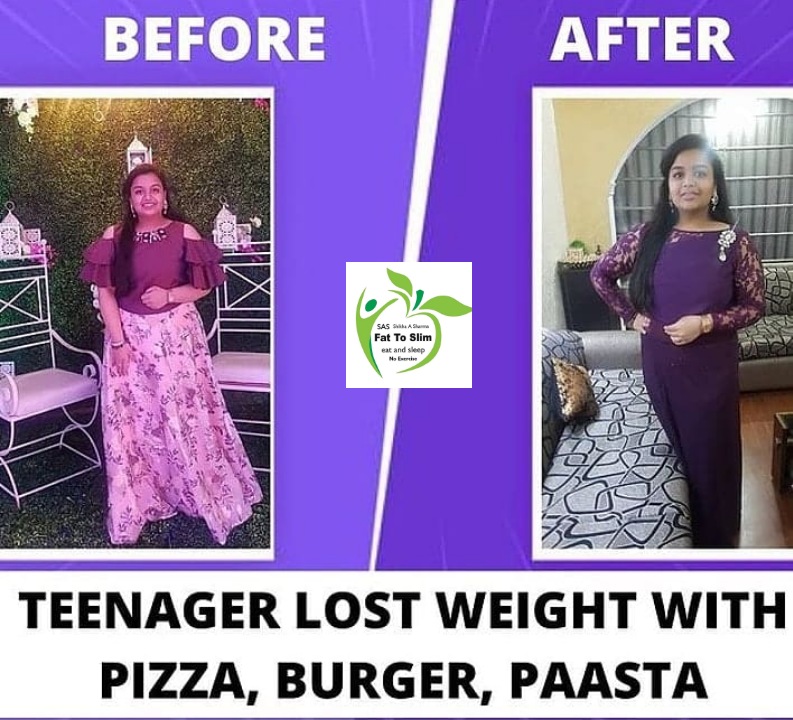 BEFORE
AFTER
SAS Shikha A Sharma
Fat To Slim
eat and sleep
No Exercise
TEENAGER LOST WEIGHT WITH
PIZZA, BURGER, PAASTA